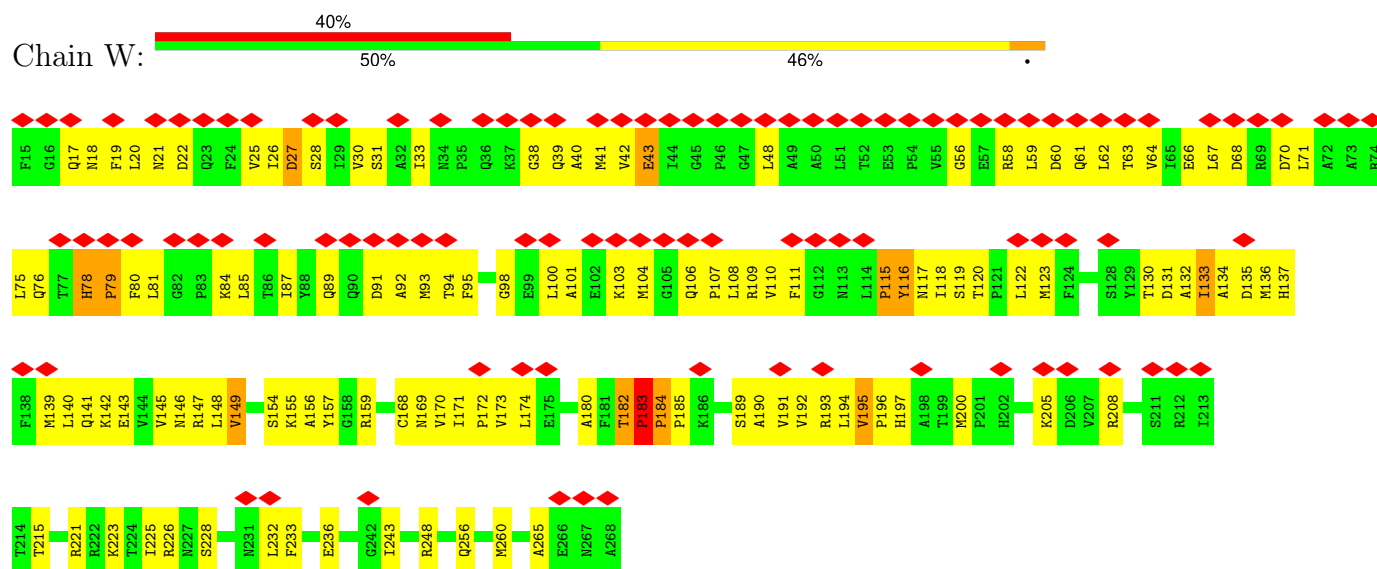 40%
Chain W:
50% 46% •
F15 G16 Q17 N18 F19 L20 N21 D22 Q23 F24 V25 I26 D27 S28 I29 V30 S31 A32 I33 N34 P35 Q36 K37 G38 Q39 A40 M41 V42 E43 I44 G45 P46 G47 L48 A49 A50 L51 T52 E53 P54 V55 G56 E57 R58 L59 D60 Q61 L62 T63 V64 I65 E66 L67 D68 R69 D70 L71 A72 A73 R74
L75 Q76 T77 H78 P79 F80 L81 G82 P83 K84 L85 T86 I87 Y88 Q89 Q90 D91 A92 M93 T94 F95 G98 E99 L100 A101 E102 K103 M104 G105 Q106 P107 L108 R109 V110 F111 G112 N113 L114 P115 Y116 N117 I118 S119 T120 P121 L122 M123 F124 S128 Y129 T130 D131 A132 I133 A134 D135 M136 H137
F138 M139 L140 Q141 K142 E143 V144 V145 N146 R147 L148 V149 S154 K155 A156 Y157 G158 R159 C168 N169 V170 I171 P172 V173 L174 E175 A180 F181 T182 P183 P184 P185 K186 S189 A190 V191 V192 R193 L194 V195 P196 H197 A198 T199 M200 P201 H202 K205 D206 V207 R208 S211 R212 I213
T214 T215 R221 R222 K223 T224 I225 R226 N227 S228 N231 L232 F233 E236 G242 I243 R248 Q256 M260 A265 E266 N267 A268